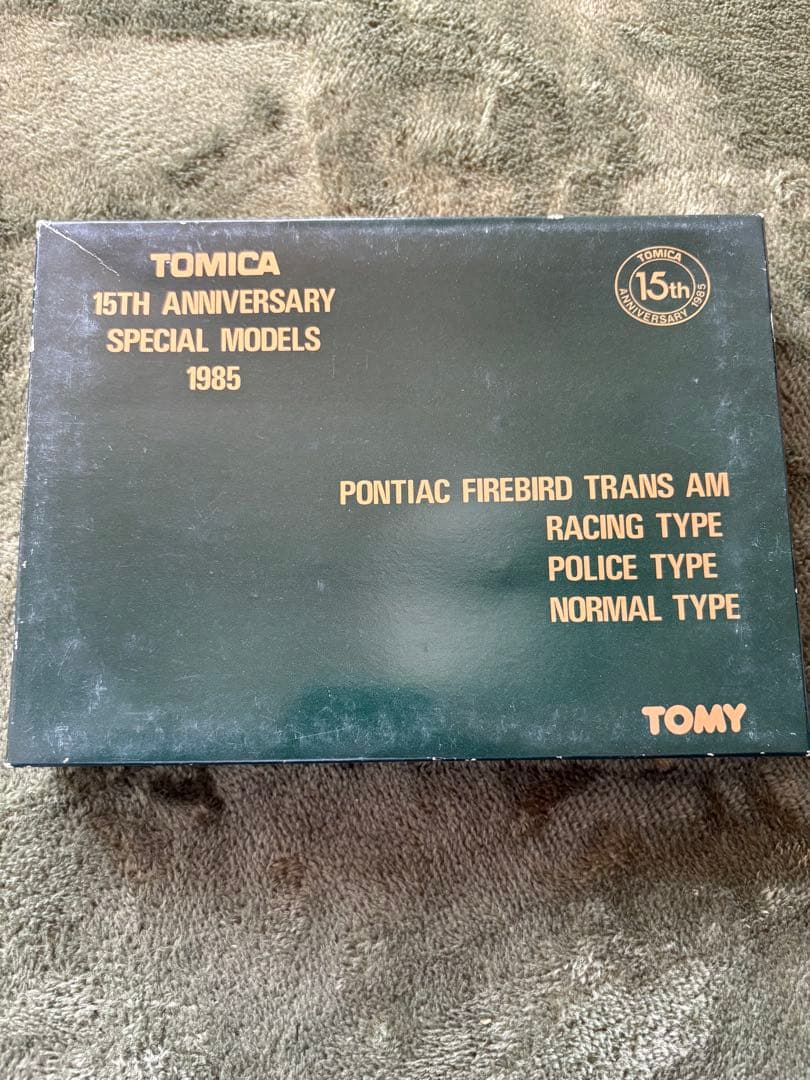 TOMICA
15TH ANNIVERSARY
SPECIAL MODELS
1985
TOMICA
15th
ANNIVERSARY 1985
PONTIAC FIREBIRD TRANS AM
RACING TYPE
POLICE TYPE
NORMAL TYPE
TOMY